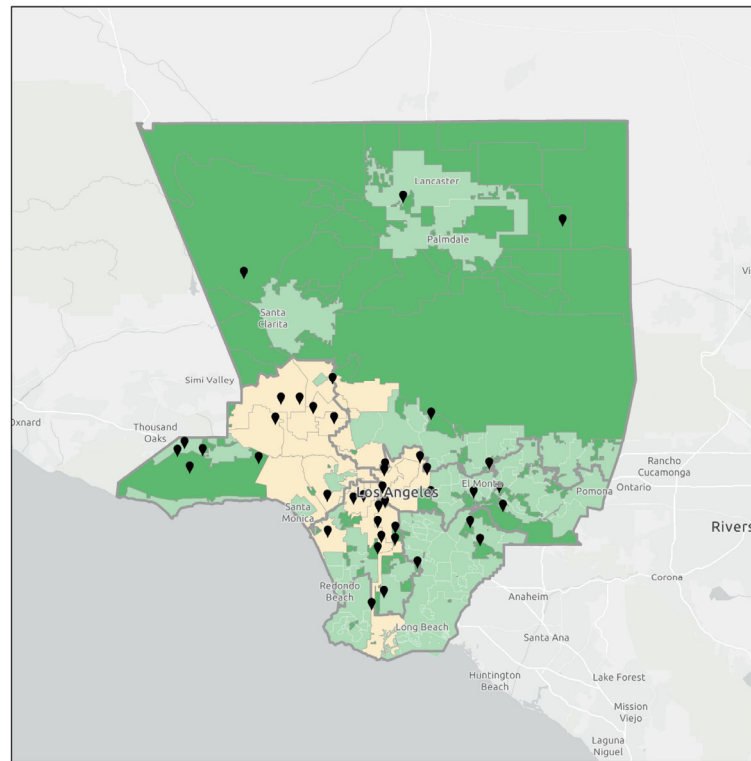 Lancaster
Palmdale
Vi
Santa
Clarita
Simi Valley
Oxnard
Thousand
Oaks
Rancho
Cucamonga
El Monte
Pomona
Ontario
Los Angeles
Santa
Monica
Rivers
Corona
Redondo
Beach
Anaheim
Long Beach
Santa Ana
Huntington
Beach
Lake Forest
Mission
Viejo
Laguna
Niguel